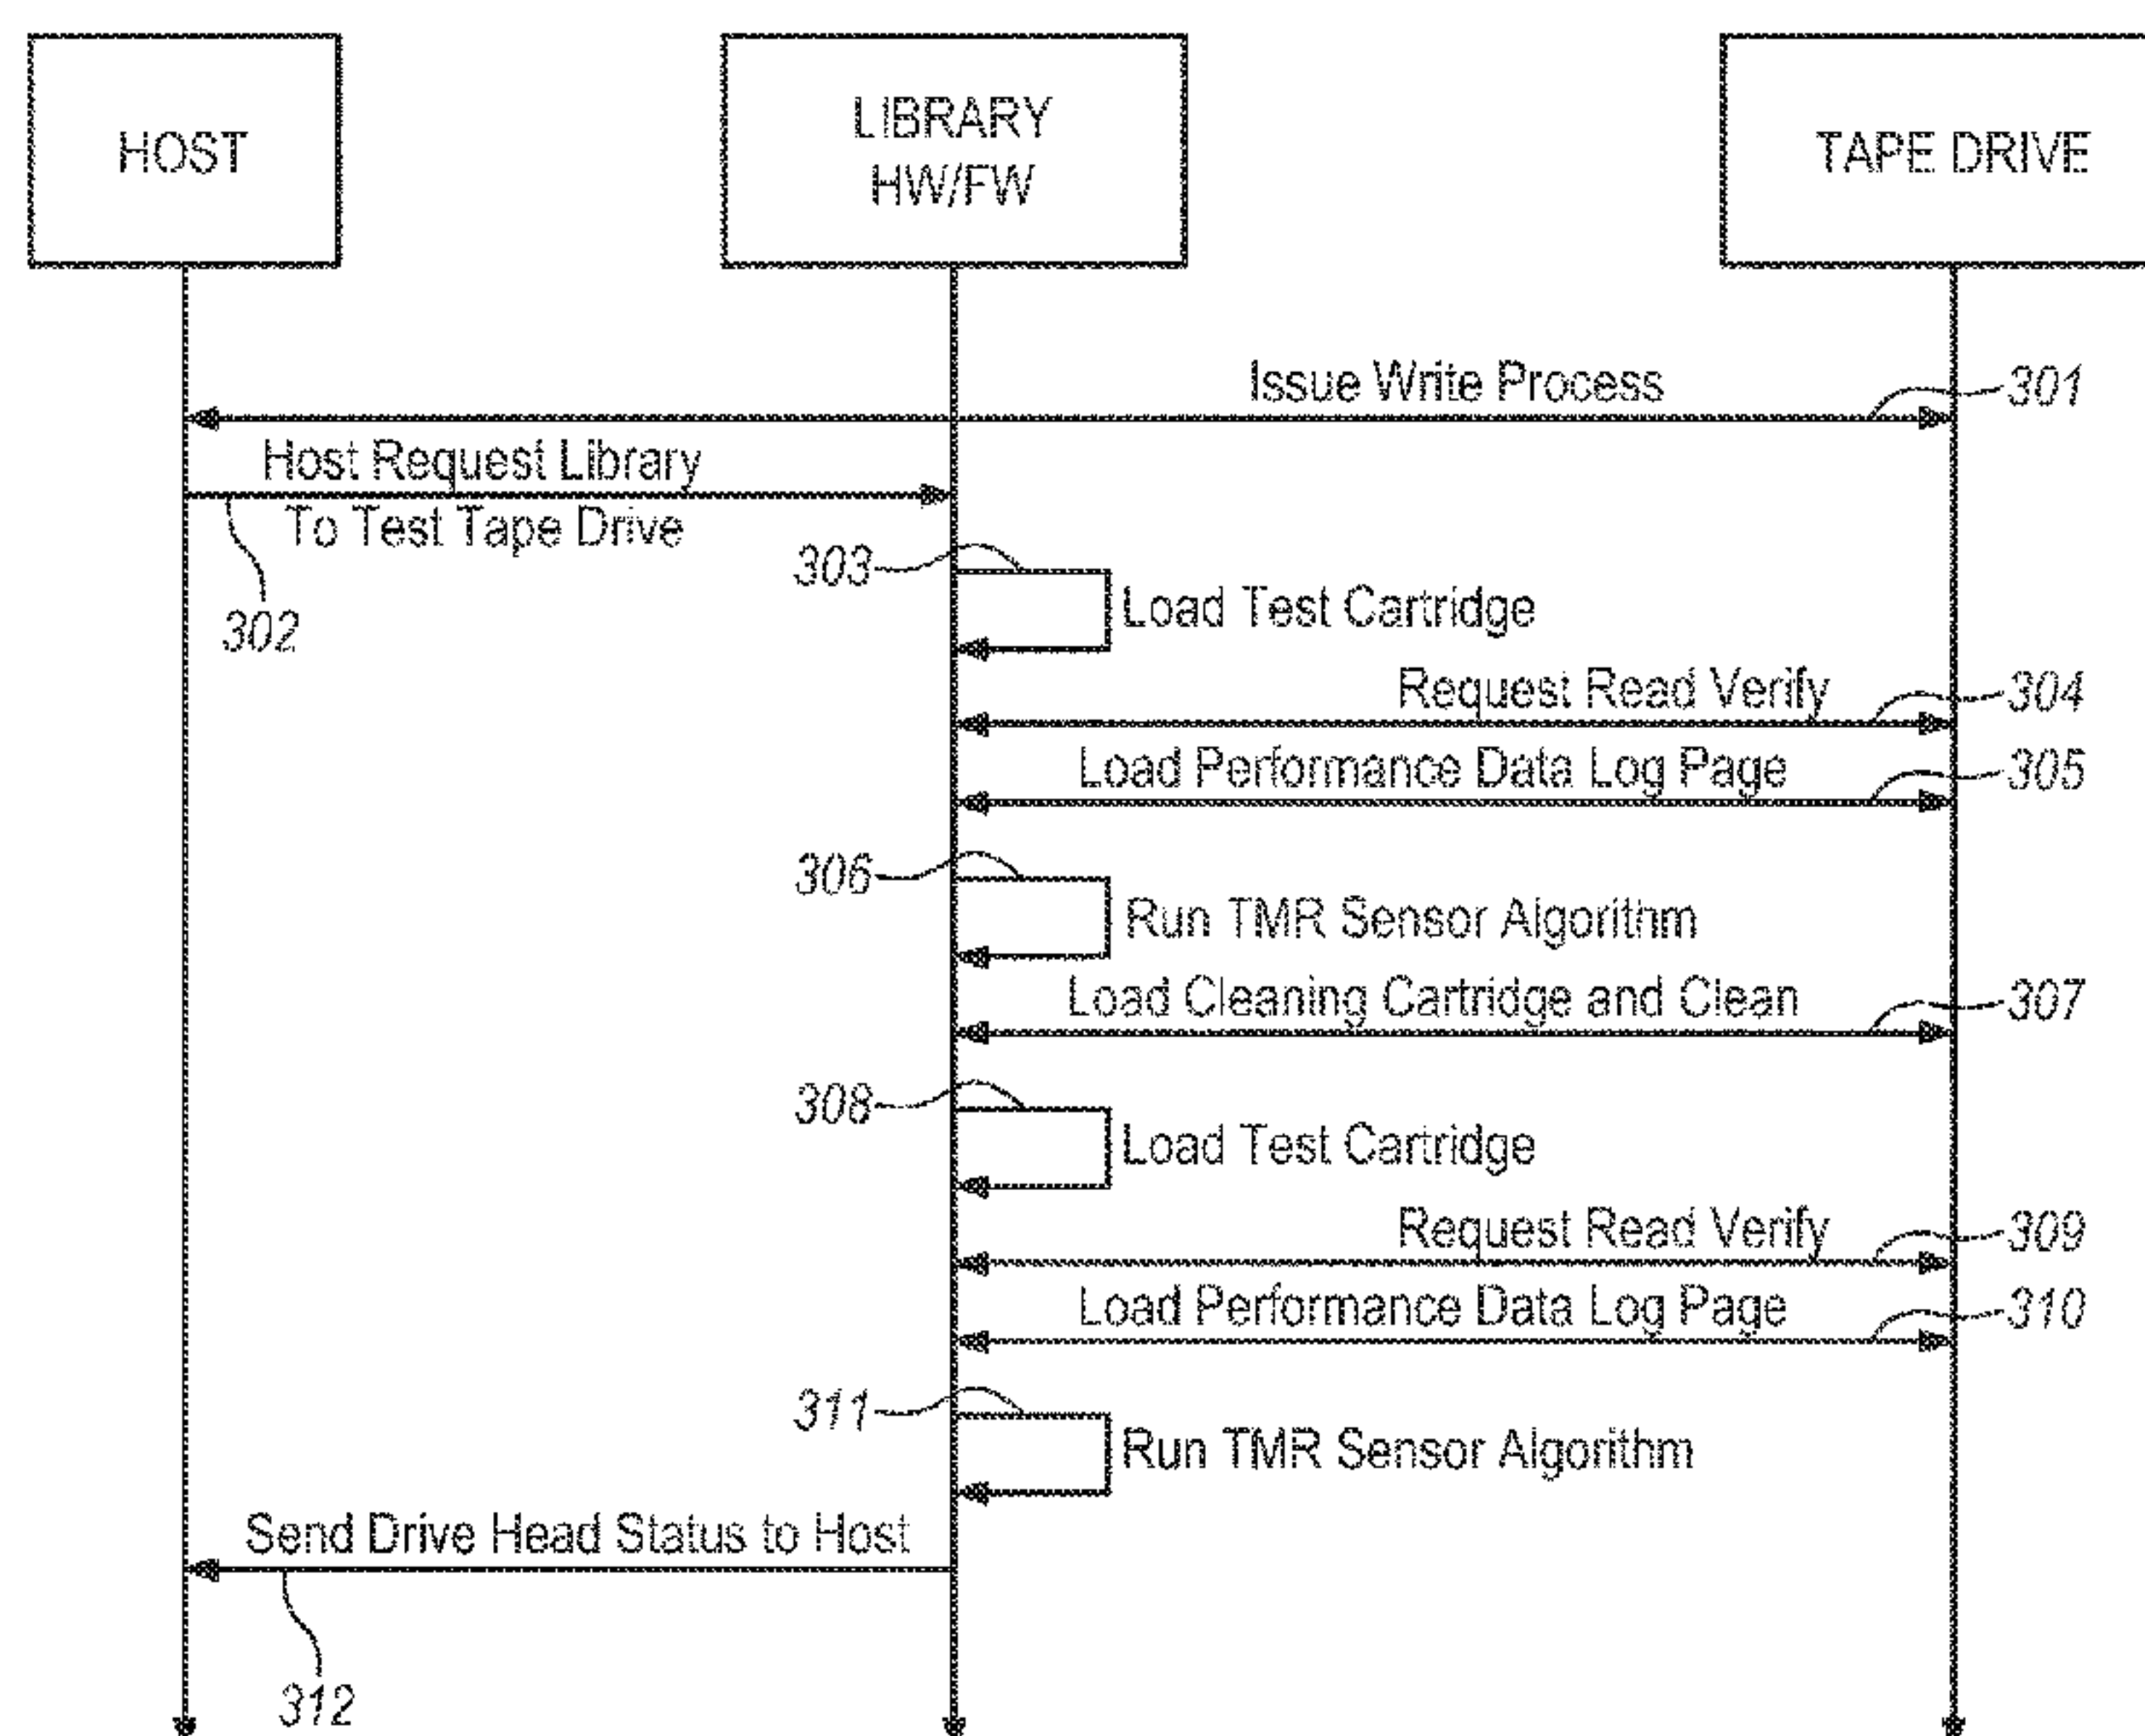 HOST
LIBRARY
HW/FW
TAPE DRIVE
Issue Write Process
301
Host Request Library
To Test Tape Drive
302
303
Load Test Cartridge
Request Read Verify
304
Load Performance Data Log Page
305
306
Run TMR Sensor Algorithm
Load Cleaning Cartridge and Clean
307
308
Load Test Cartridge
Request Read Verify
309
Load Performance Data Log Page
310
311
Run TMR Sensor Algorithm
Send Drive Head Status to Host
312